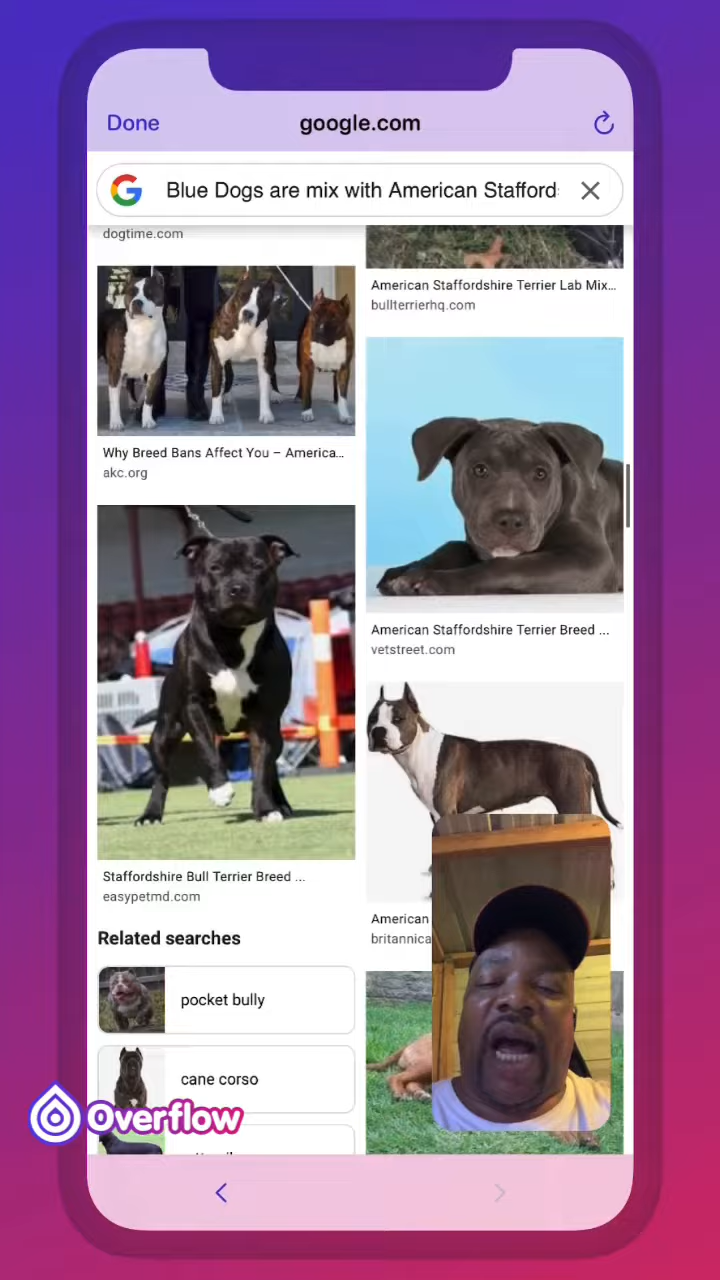 Done
google.com
Blue Dogs are mix with American Stafford
dogtime.com
American Staffordshire Terrier Lab Mix...
bullterrierhq.com
Why Breed Bans Affect You – America...
akc.org
American Staffordshire Terrier Breed ...
vetstreet.com
Staffordshire Bull Terrier Breed ...
easypetmd.com
American
britannica
Related searches
pocket bully
cane corso
Overflow